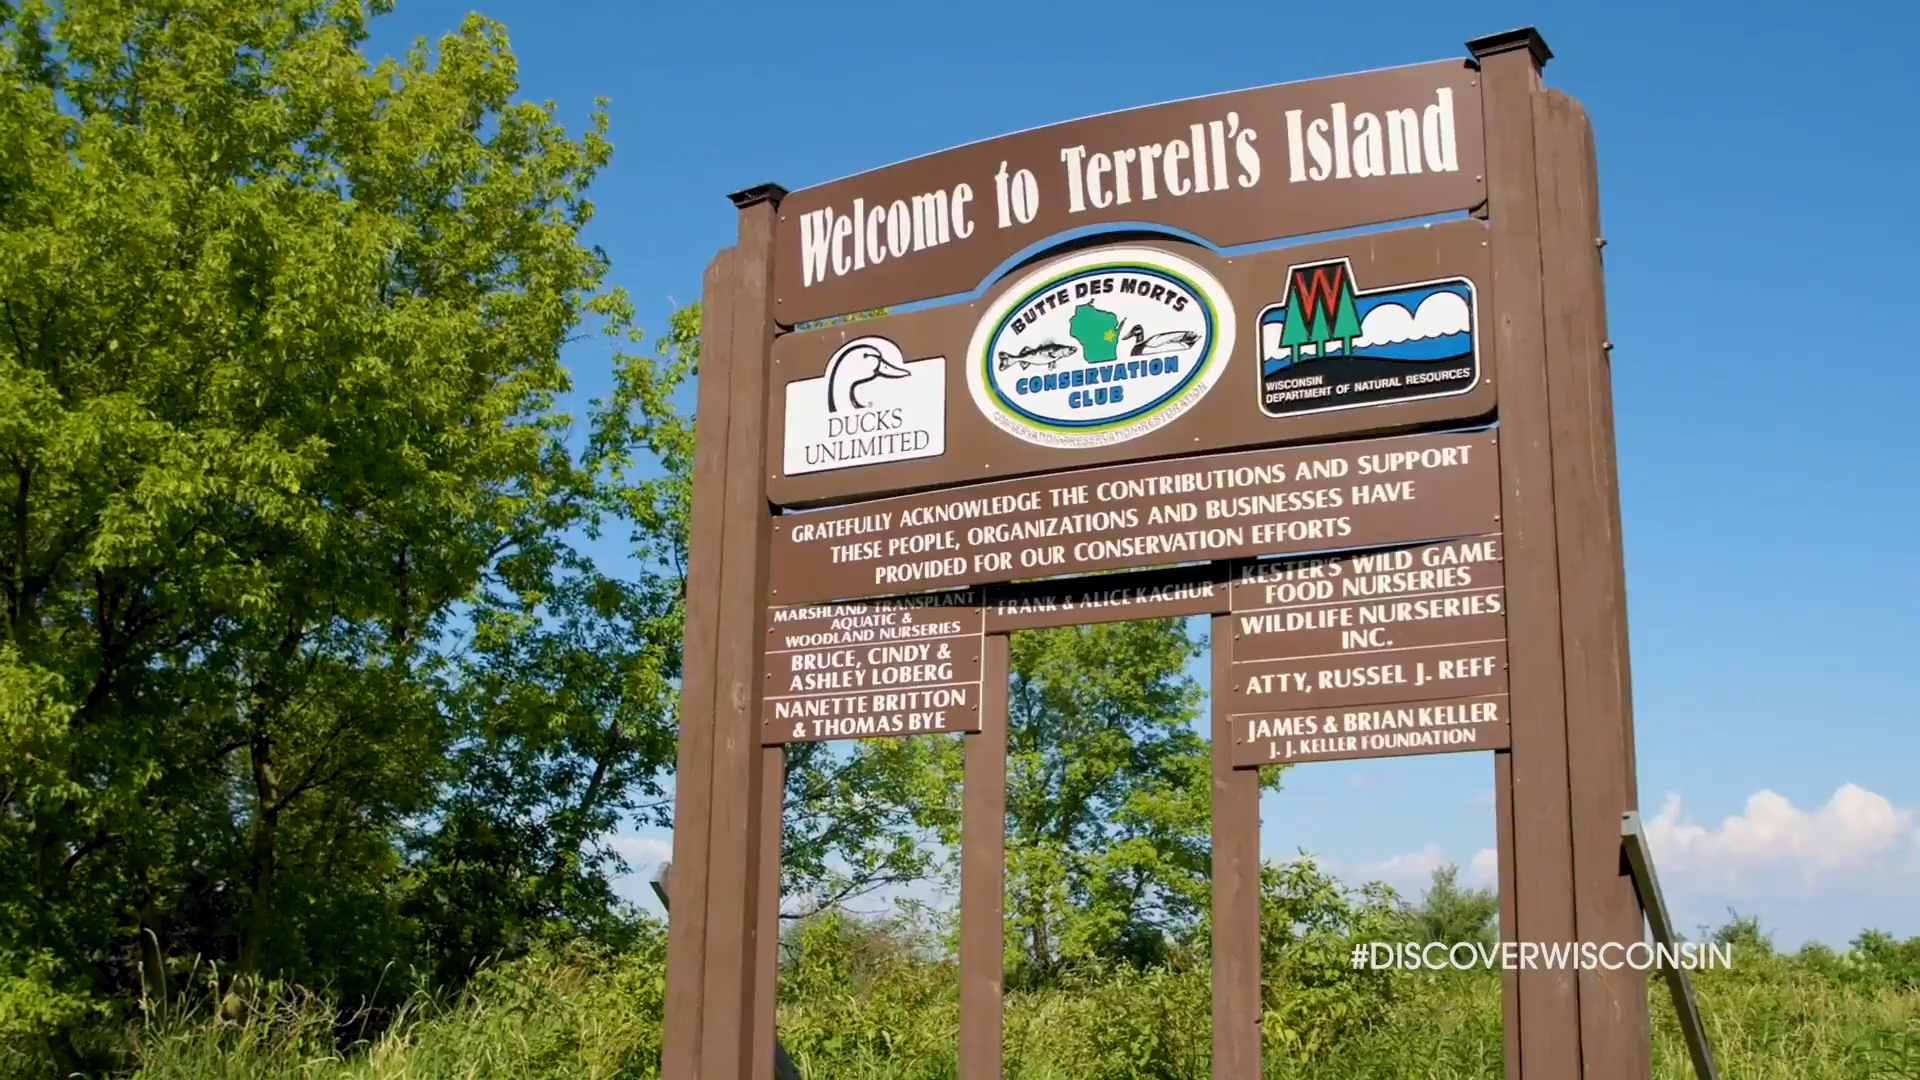 Welcome to Terrell's Island
DUCKS
UNLIMITED
BUTTE DES MORTS
CONSERVATION
CLUB
CONSERVATION•PRESERVATION•RESTORATION
W
WISCONSIN
DEPARTMENT OF NATURAL RESOURCES
GRATEFULLY ACKNOWLEDGE THE CONTRIBUTIONS AND SUPPORT
THESE PEOPLE, ORGANIZATIONS AND BUSINESSES HAVE
PROVIDED FOR OUR CONSERVATION EFFORTS
MARSHLAND TRANSPLANT
AQUATIC &
WOODLAND NURSERIES
BRUCE, CINDY &
ASHLEY LOBERG
NANETTE BRITTON
& THOMAS BYE
FRANK & ALICE KACHUR
KESTER'S WILD GAME
FOOD NURSERIES
WILDLIFE NURSERIES
INC.
ATTY, RUSSEL J. REFF
JAMES & BRIAN KELLER
J. J. KELLER FOUNDATION
#DISCOVERWISCONSIN